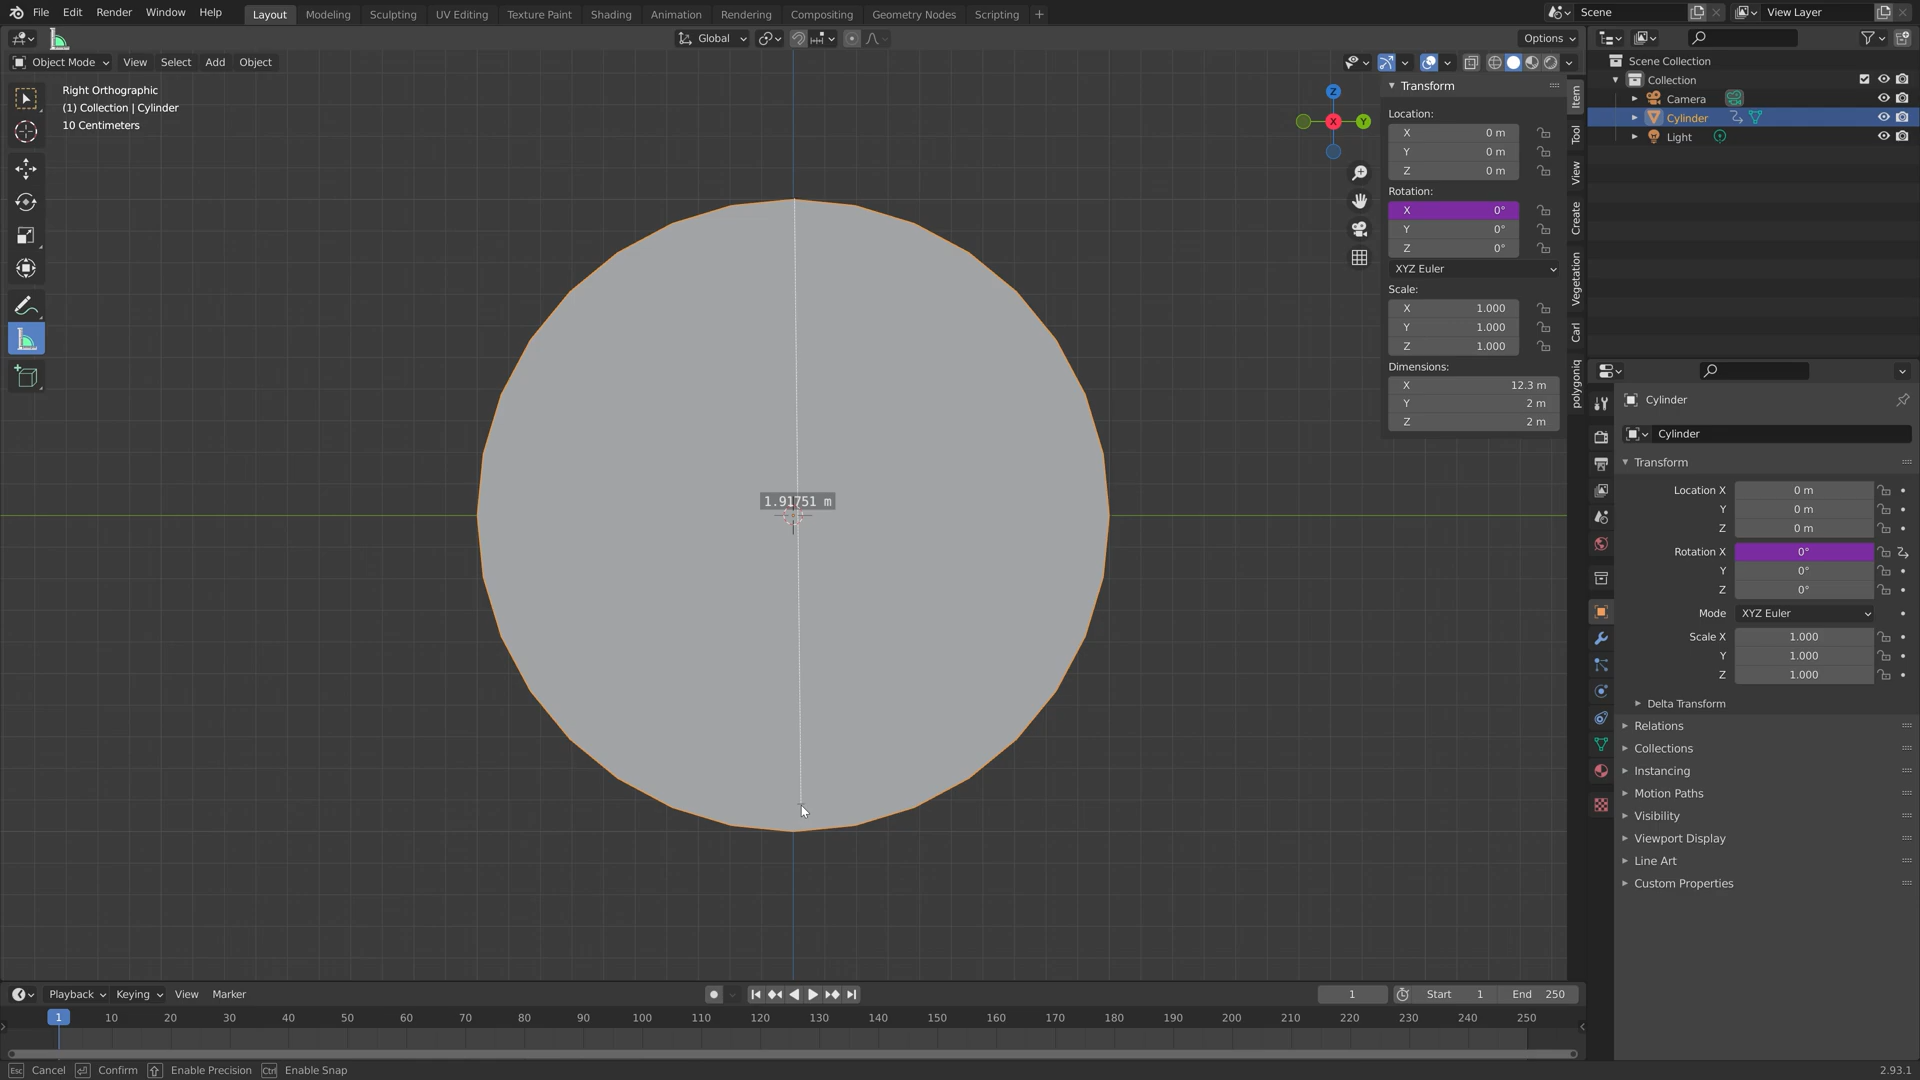 File Edit Render Window Help Layout Modeling Sculpting UV Editing Texture Paint Shading Animation Rendering Compositing Geometry Nodes Scripting + Scene View Layer
Global Options
Object Mode View Select Add Object
Right Orthographic
(1) Collection | Cylinder
10 Centimeters
Z
X Y
1.91751 m
Transform
Location:
X 0 m
Y 0 m
Z 0 m
Rotation:
X 0°
Y 0°
Z 0°
XYZ Euler
Scale:
X 1.000
Y 1.000
Z 1.000
Dimensions:
X 12.3 m
Y 2 m
Z 2 m
Item
Tool
View
Create
Vegetation
Carl
polygoniq
Scene Collection
Collection
Camera
Cylinder
Light
Cylinder
Cylinder
Transform
Location X 0 m
Y 0 m
Z 0 m
Rotation X 0°
Y 0°
Z 0°
Mode XYZ Euler
Scale X 1.000
Y 1.000
Z 1.000
Delta Transform
Relations
Collections
Instancing
Motion Paths
Visibility
Viewport Display
Line Art
Custom Properties
Playback Keying View Marker 1 Start 1 End 250
1 10 20 30 40 50 60 70 80 90 100 110 120 130 140 150 160 170 180 190 200 210 220 230 240 250
Esc Cancel Confirm Enable Precision Ctrl Enable Snap 2.93.1